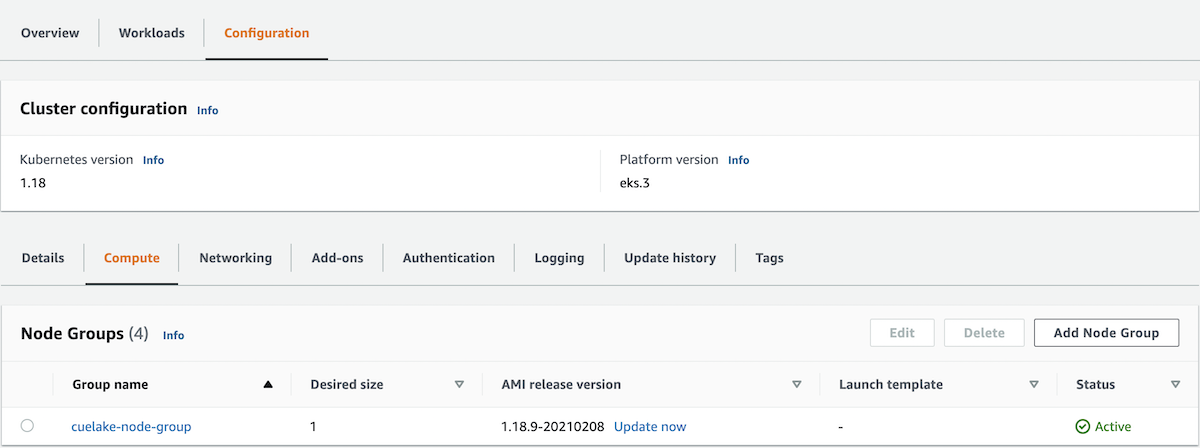 Overview Workloads Configuration
Cluster configuration Info
Kubernetes version Info Platform version Info
1.18 eks.3
Details Compute Networking Add-ons Authentication Logging Update history Tags
Node Groups (4) Info Edit Delete Add Node Group
Group name Desired size AMI release version Launch template Status
cuelake-node-group 1 1.18.9-20210208 Update now - Active